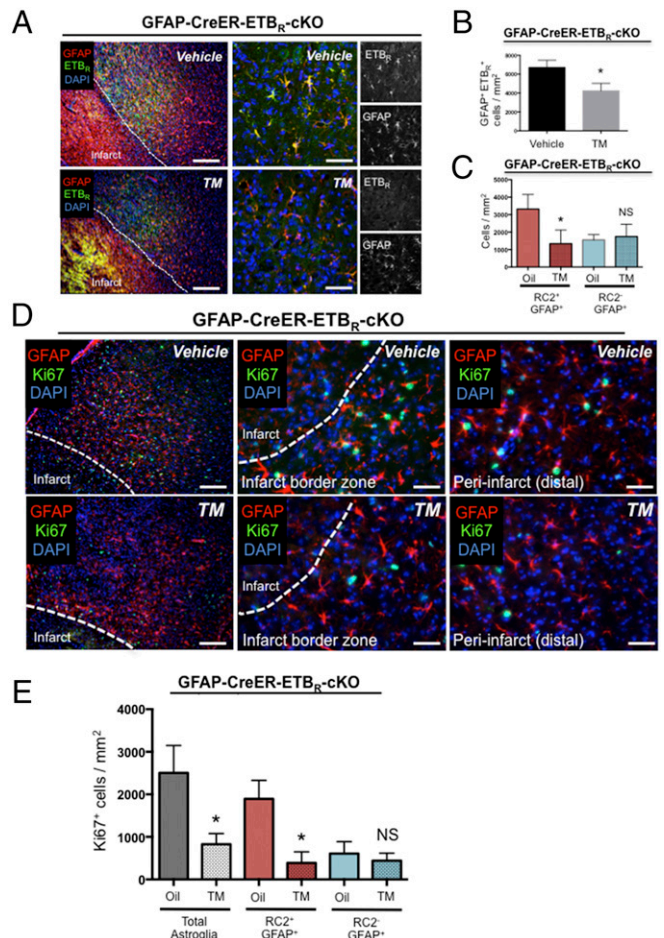 A
GFAP-CreER-ETBR-cKO
GFAP
ETBR
DAPI
Vehicle
Infarct
Vehicle
ETBR
GFAP
GFAP
ETBR
DAPI
TM
Infarct
TM
ETBR
GFAP
B
GFAP-CreER-ETBR-cKO
GFAP+ ETBR+
cells / mm2
8000
6000
4000
2000
0
*
Vehicle
TM
C
GFAP-CreER-ETBR-cKO
Cells / mm2
5000
4000
3000
2000
1000
0
*
NS
Oil
TM
Oil
TM
RC2+
GFAP+
RC2-
GFAP+
D
GFAP-CreER-ETBR-cKO
GFAP
Ki67
DAPI
Vehicle
Infarct
GFAP
Ki67
DAPI
Vehicle
Infarct
Infarct border zone
GFAP
Ki67
DAPI
Vehicle
Peri-infarct (distal)
GFAP
Ki67
DAPI
TM
Infarct
GFAP
Ki67
DAPI
TM
Infarct
Infarct border zone
GFAP
Ki67
DAPI
TM
Peri-infarct (distal)
E
GFAP-CreER-ETBR-cKO
Ki67+ cells / mm2
4000
3000
2000
1000
0
*
*
NS
Oil
TM
Oil
TM
Oil
TM
Total
Astroglia
RC2+
GFAP+
RC2-
GFAP+